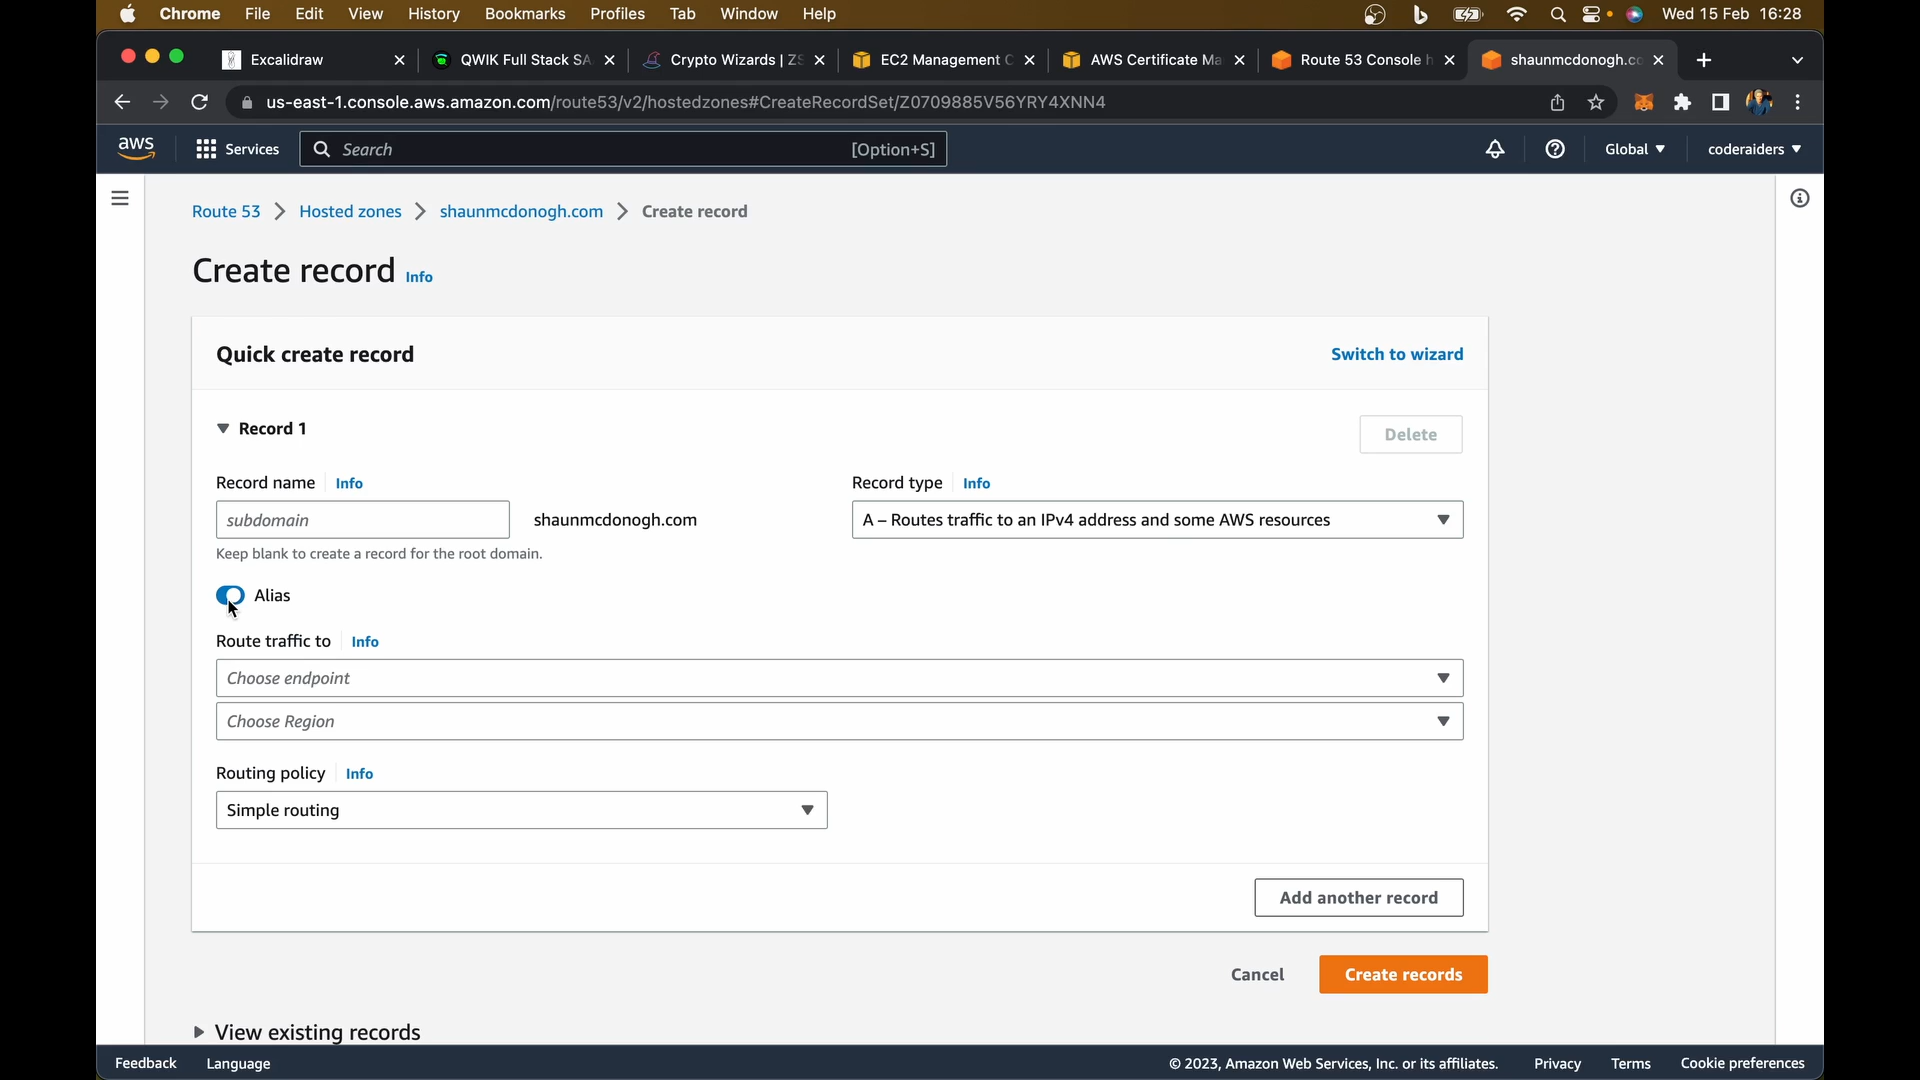 Chrome File Edit View History Bookmarks Profiles Tab Window Help Wed 15 Feb 16:28
Excalidraw QWIK Full Stack SA Crypto Wizards | ZS EC2 Management C AWS Certificate Ma Route 53 Console h shaunmcdonogh.co
us-east-1.console.aws.amazon.com/route53/v2/hostedzones#CreateRecordSet/Z0709885V56YRY4XNN4
aws Services Search [Option+S] Global coderaiders
Route 53 > Hosted zones > shaunmcdonogh.com > Create record
Create record Info
Quick create record Switch to wizard
Record 1 Delete
Record name Info Record type Info
subdomain shaunmcdonogh.com A – Routes traffic to an IPv4 address and some AWS resources
Keep blank to create a record for the root domain.
Alias
Route traffic to Info
Choose endpoint
Choose Region
Routing policy Info
Simple routing
Add another record
Cancel Create records
View existing records
Feedback Language © 2023, Amazon Web Services, Inc. or its affiliates. Privacy Terms Cookie preferences